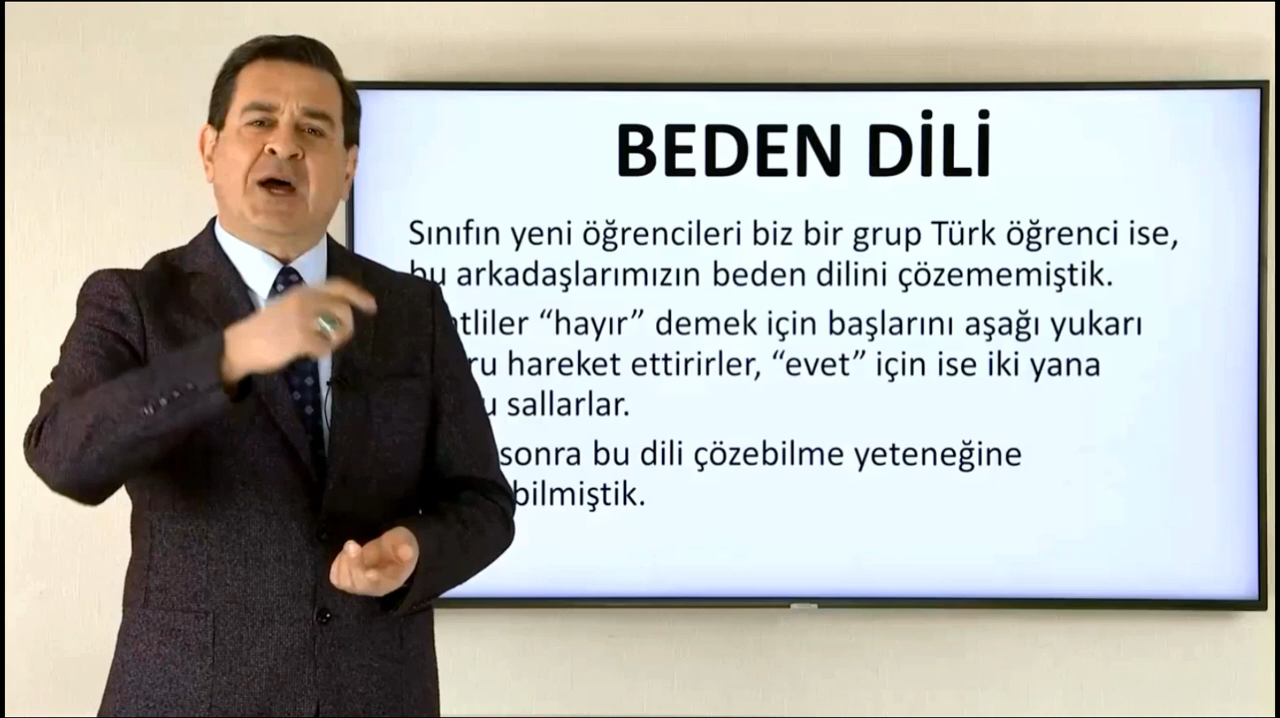 BEDEN DİLİ
Sınıfın yeni öğrencileri biz bir grup Türk öğrenci ise,
bu arkadaşlarımızın beden dilini çözememiştik.
“hayır” demek için başlarını aşağı yukarı
hareket ettirirler, “evet” için ise iki yana
sallarlar.
sonra bu dili çözebilme yeteneğine